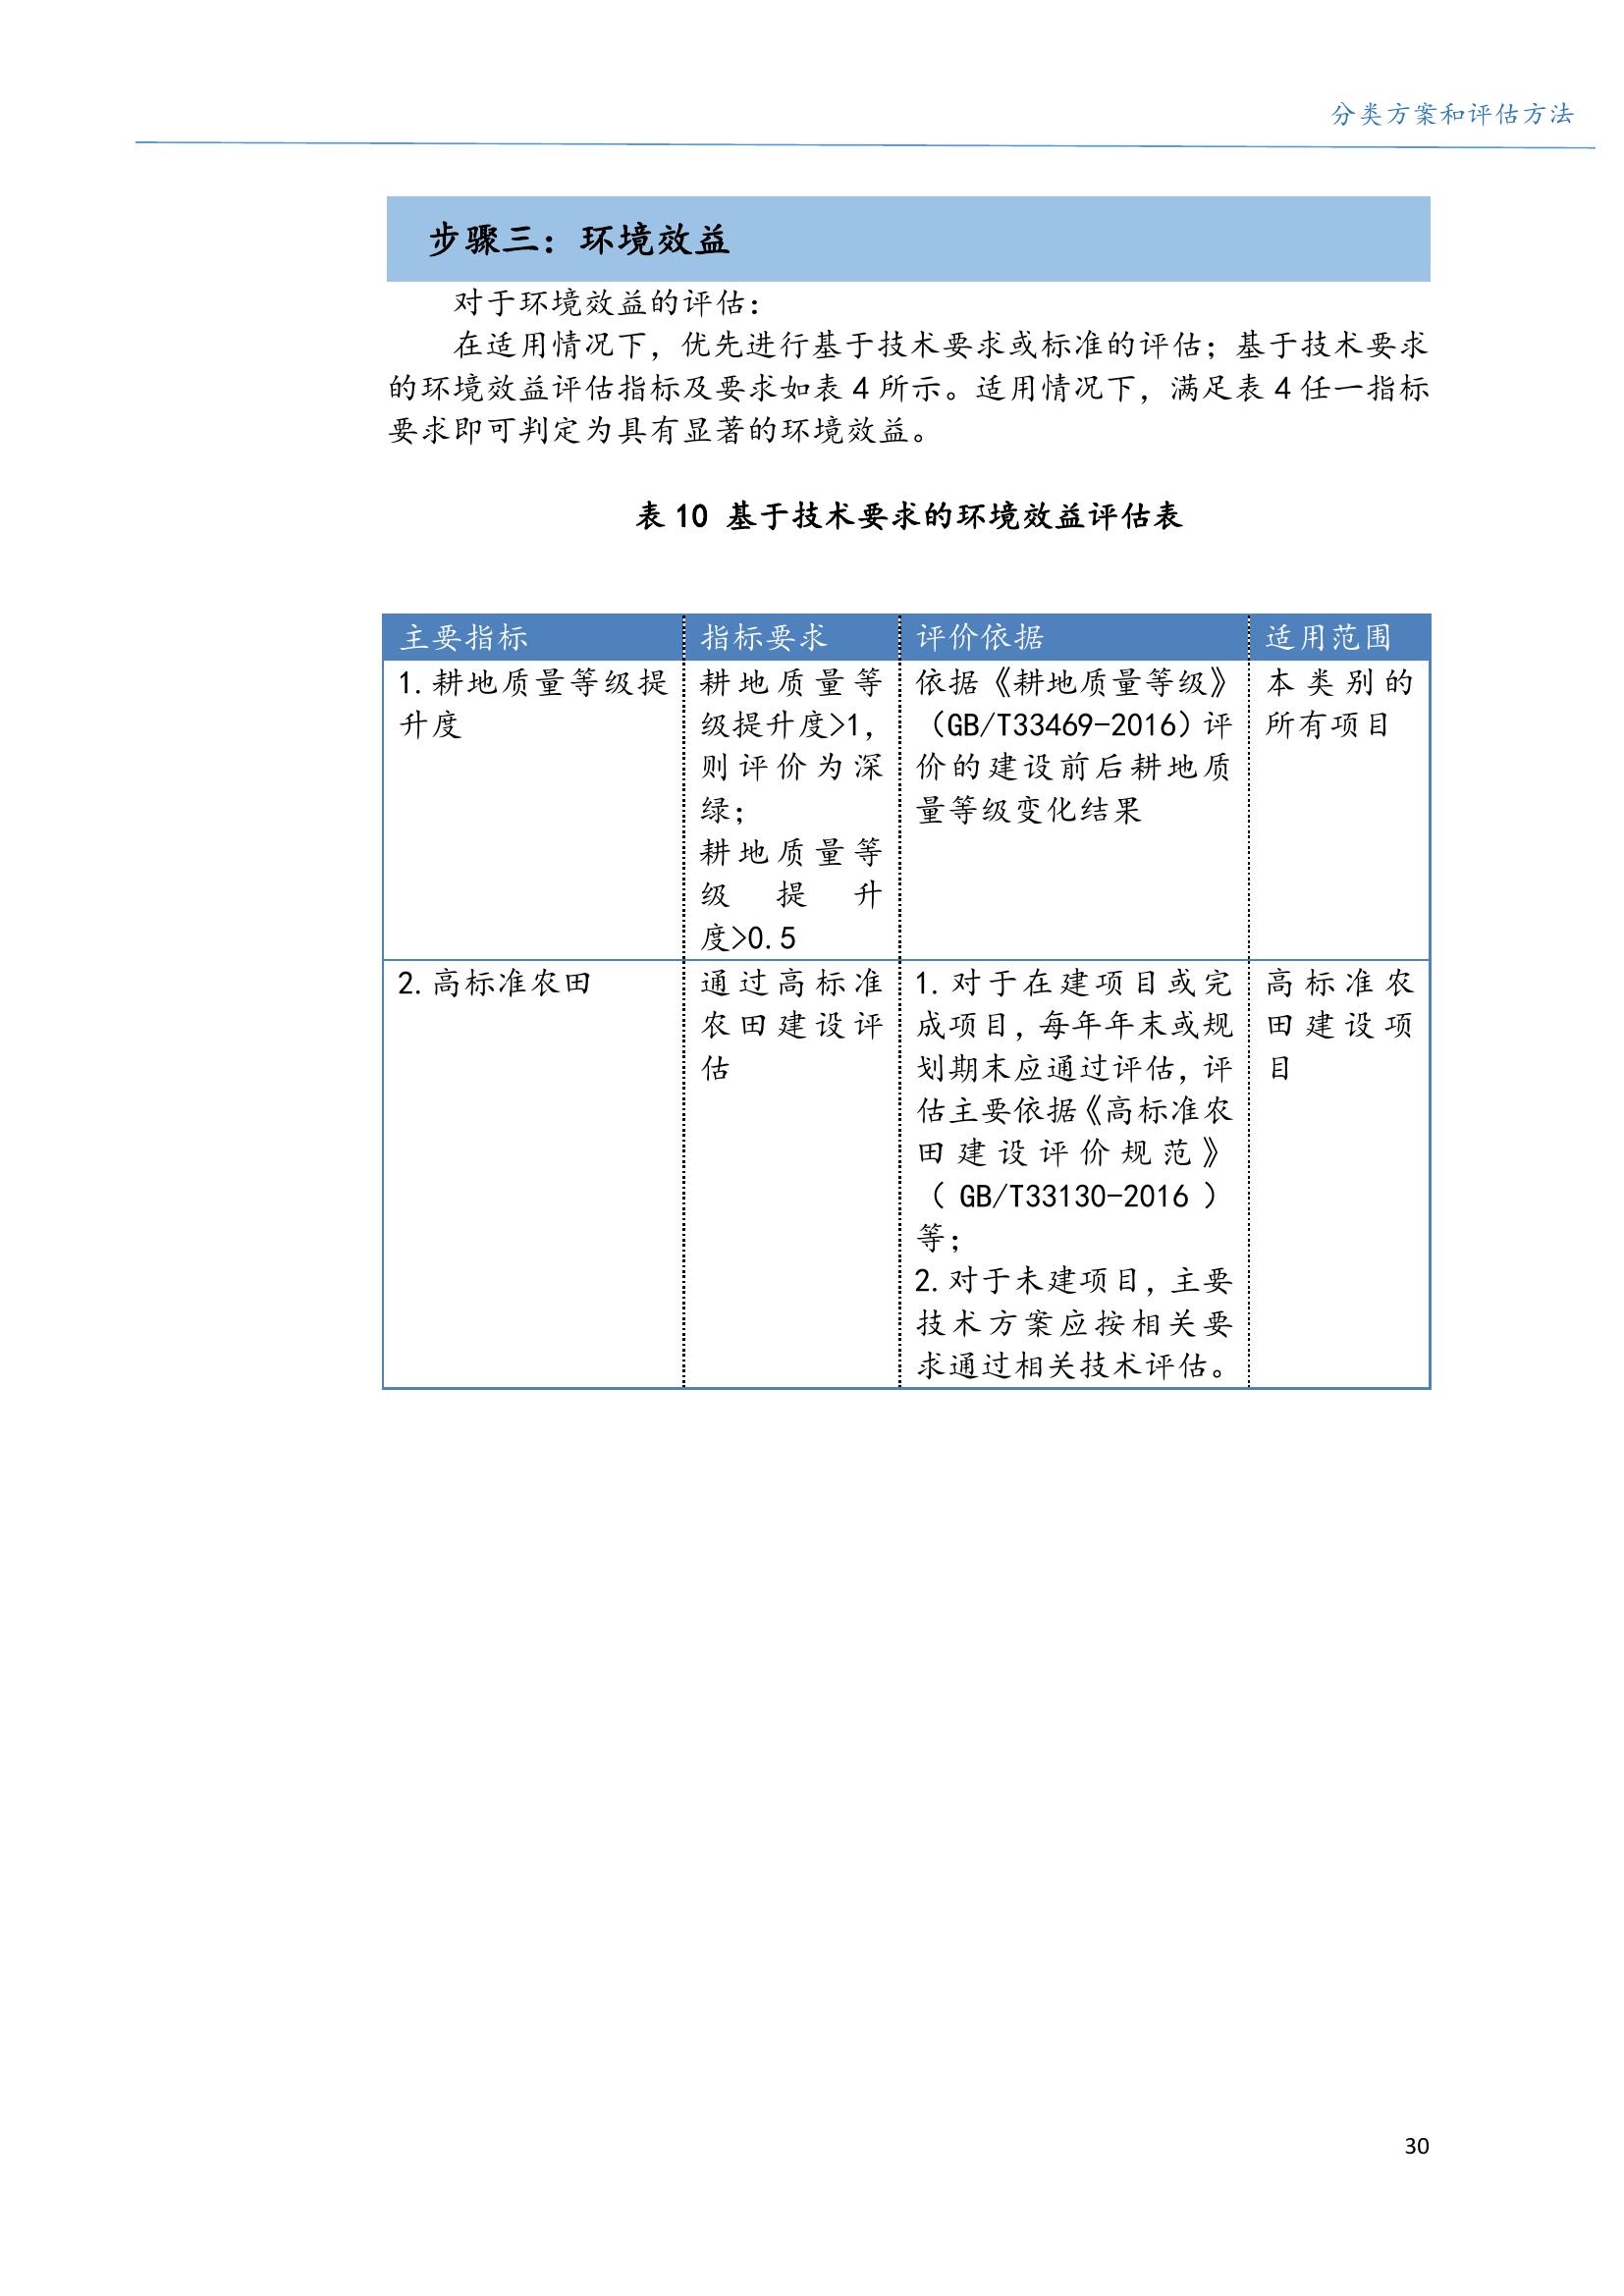 分类方案和评估方法
步骤三：环境效益
对于环境效益的评估：
在适用情况下，优先进行基于技术要求或标准的评估；基于技术要求
的环境效益评估指标及要求如表 4 所示。适用情况下，满足表 4 任一指标
要求即可判定为具有显著的环境效益。
表 10 基于技术要求的环境效益评估表
主要指标
指标要求
评价依据
适用范围
1.耕地质量等级提
升度
耕地质量等
级提升度>1，
则评价为深
绿；
耕地质量等
级提升
度>0.5
依据《耕地质量等级》
（GB/T33469-2016）评
价的建设前后耕地质
量等级变化结果
本类别的
所有项目
2.高标准农田
通过高标准
农田建设评
估
1.对于在建项目或完
成项目，每年年末或规
划期末应通过评估，评
估主要依据《高标准农
田建设评价规范》
（GB/T33130-2016）
等；
2.对于未建项目，主要
技术方案应按相关要
求通过相关技术评估。
高标准农
田建设项
目
30